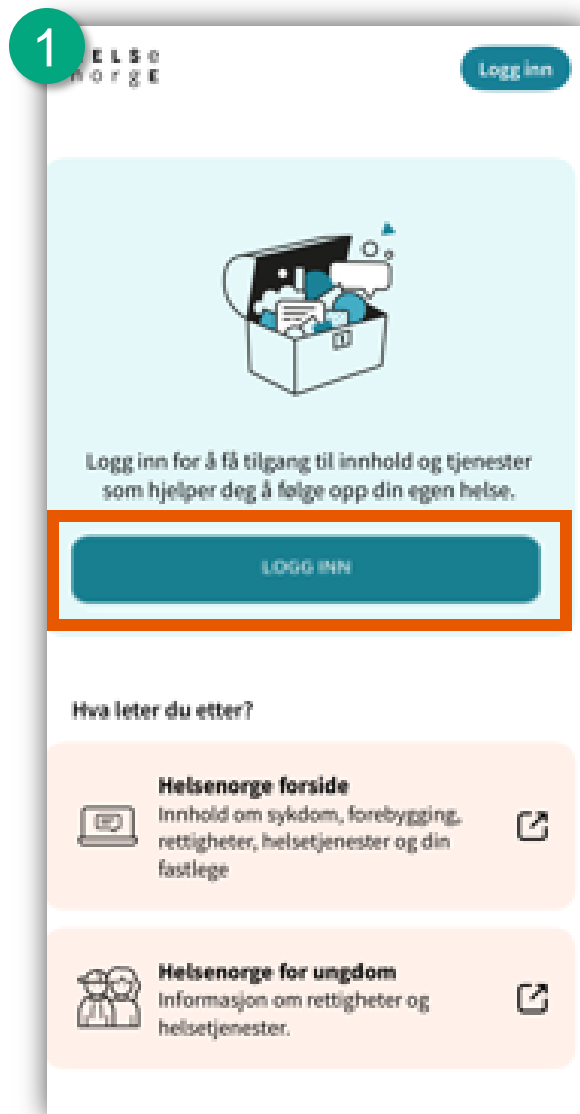 1
HELSe
norgE
Logg inn
Logg inn for å få tilgang til innhold og tjenester
som hjelper deg å følge opp din egen helse.
LOGG INN
Hva leter du etter?
Helsenorge forside
Innhold om sykdom, forebygging,
rettigheter, helsetjenester og din
fastlege
Helsenorge for ungdom
Informasjon om rettigheter og
helsetjenester.